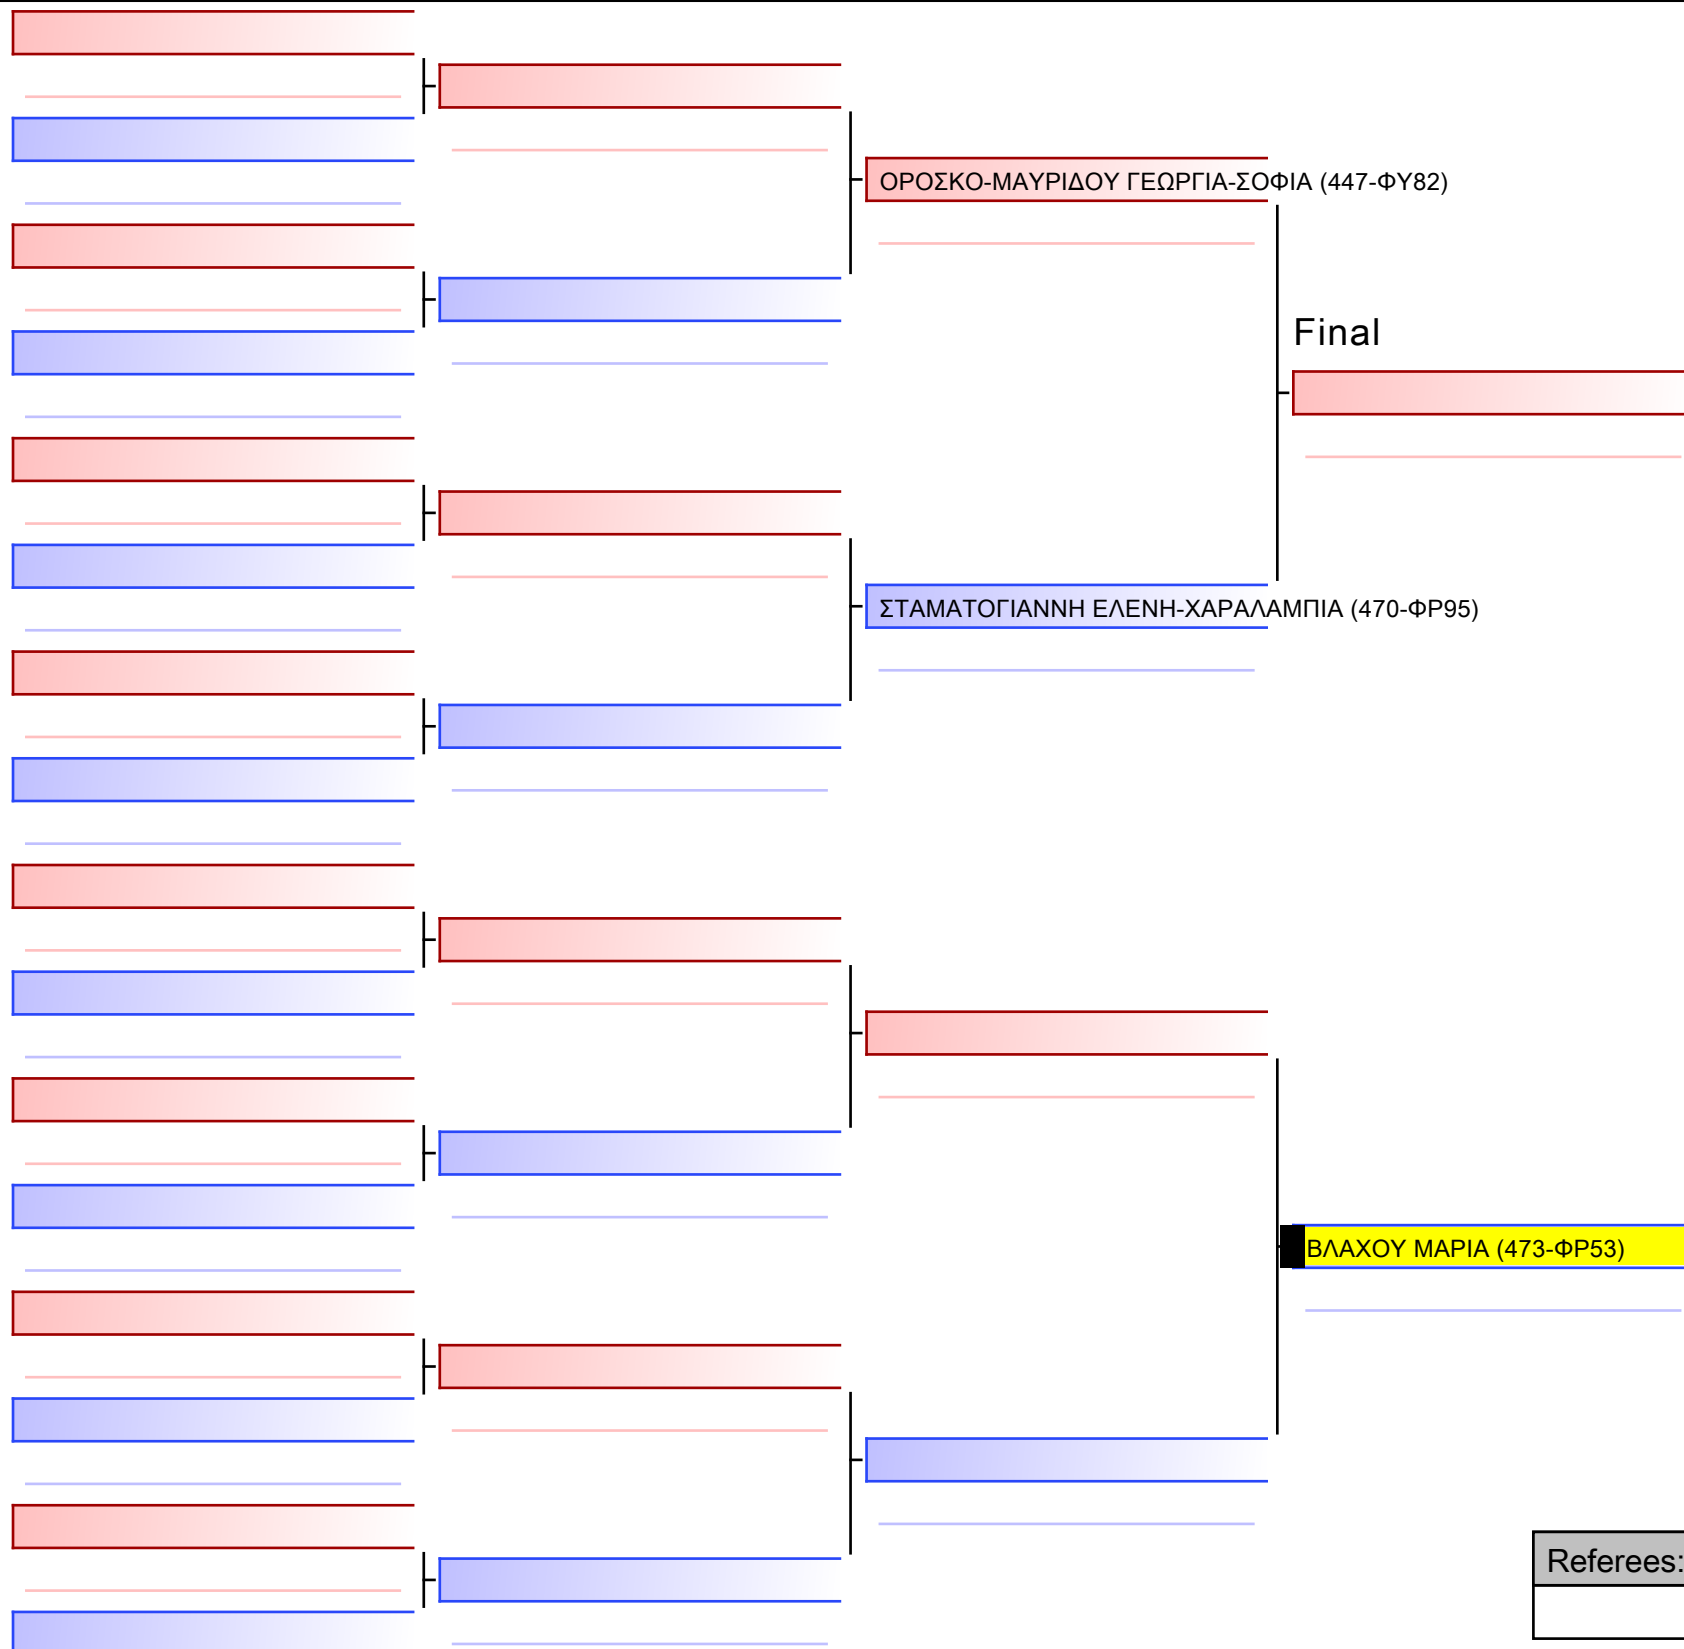 ΟΡΟΣΚΟ-ΜΑΥΡΙΔΟΥ ΓΕΩΡΓΙΑ-ΣΟΦΙΑ (447-ΦΥ82)
Final
ΣΤΑΜΑΤΟΓΙΑΝΝΗ ΕΛΕΝΗ-ΧΑΡΑΛΑΜΠΙΑ (470-ΦΡ95)
ΒΛΑΧΟΥ ΜΑΡΙΑ (473-ΦΡ53)
Referees: